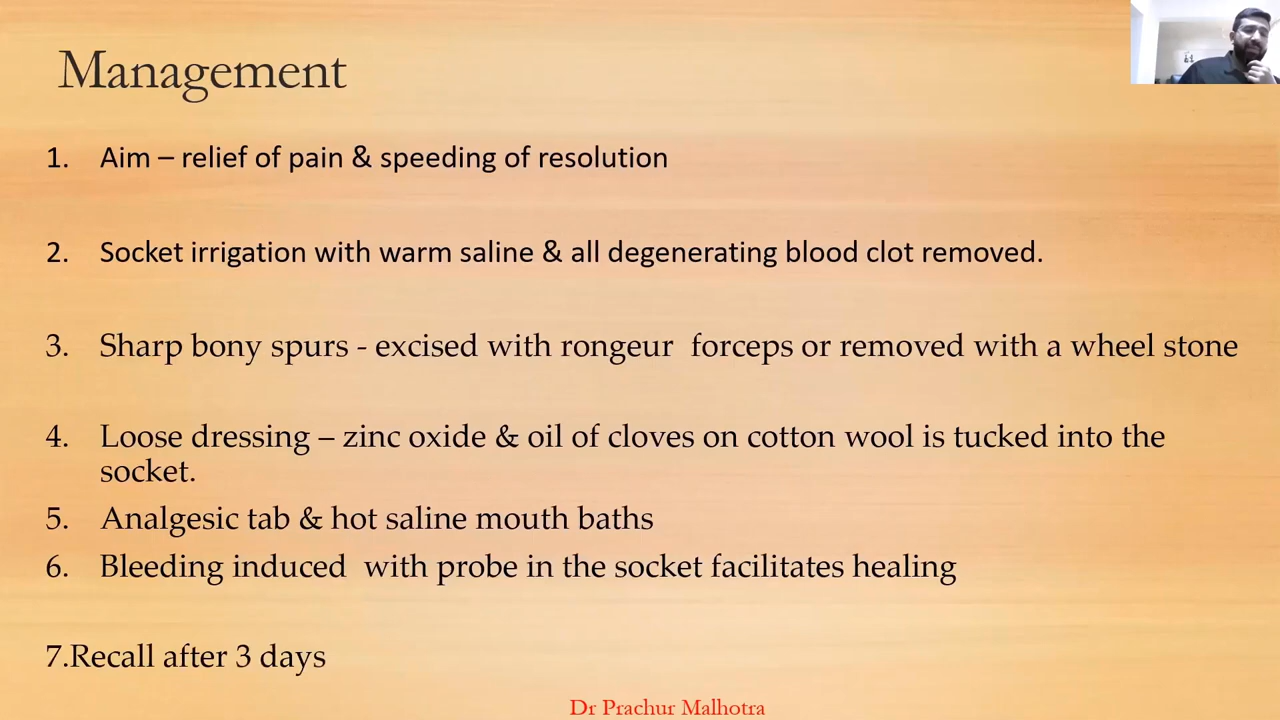 Management
1. Aim – relief of pain & speeding of resolution
2. Socket irrigation with warm saline & all degenerating blood clot removed.
3. Sharp bony spurs - excised with rongeur  forceps or removed with a wheel stone
4. Loose dressing – zinc oxide & oil of cloves on cotton wool is tucked into the
socket.
5. Analgesic tab & hot saline mouth baths
6. Bleeding induced  with probe in the socket facilitates healing
7.Recall after 3 days
Dr Prachur Malhotra